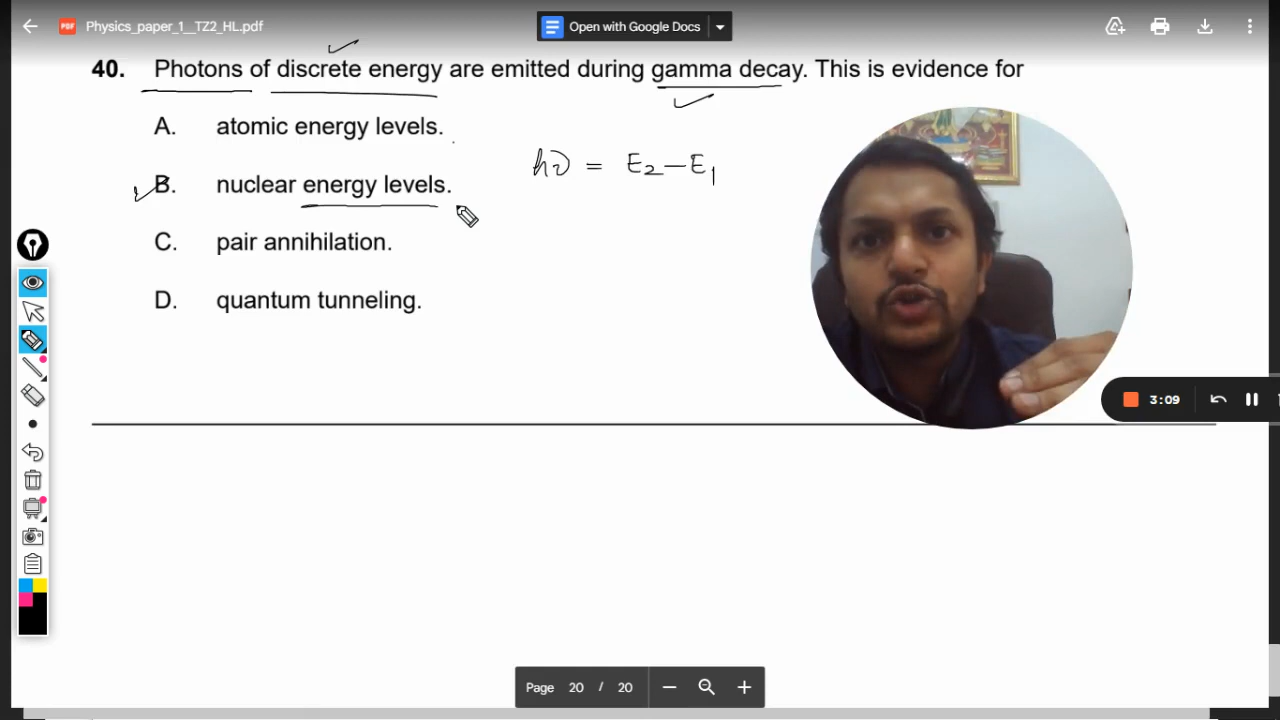 Physics_paper_1__TZ2_HL.pdf
Open with Google Docs
40. Photons of discrete energy are emitted during gamma decay. This is evidence for
A. atomic energy levels.
hν = E2 − E1
B. nuclear energy levels.
C. pair annihilation.
D. quantum tunneling.
3:09
Page 20 / 20